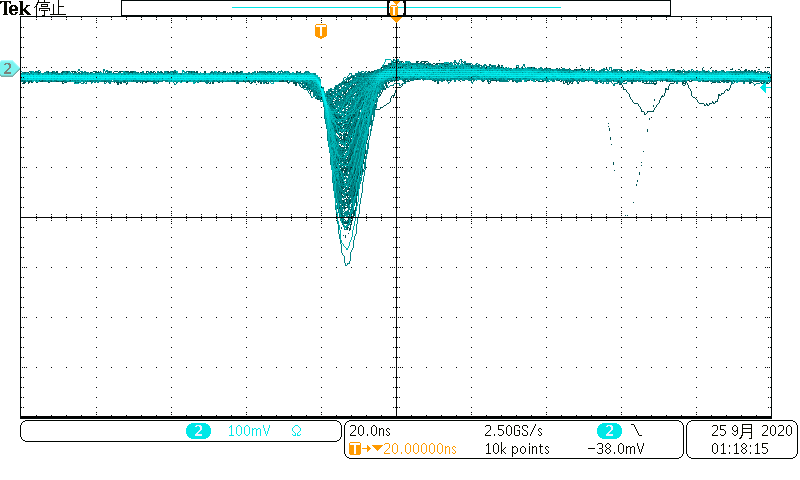 Tek 停止
T
T
2
2 100mV Ω
20.0ns 2.50GS/s 2
T→▼20.00000ns 10k points −38.0mV
25 9月 2020
01:18:15